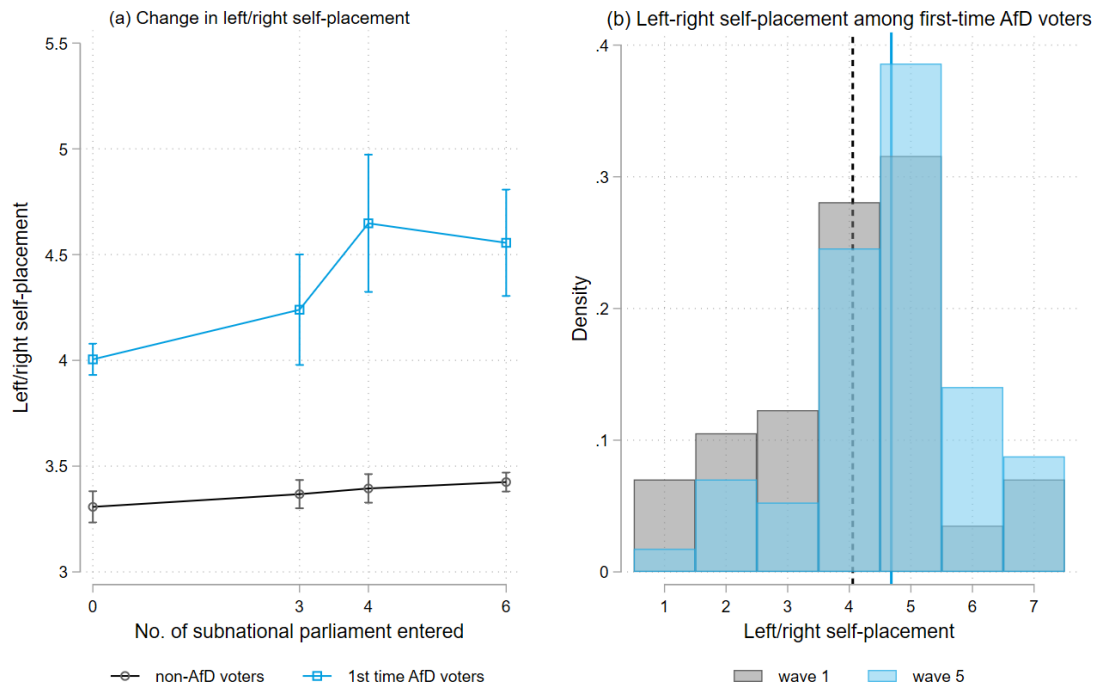 (a) Change in left/right self-placement
5.5
5
4.5
4
3.5
3
Left/right self-placement
0 3 4 6
No. of subnational parliament entered
non-AfD voters 1st time AfD voters
(b) Left-right self-placement among first-time AfD voters
.4
.3
.2
.1
0
Density
1 2 3 4 5 6 7
Left/right self-placement
wave 1 wave 5